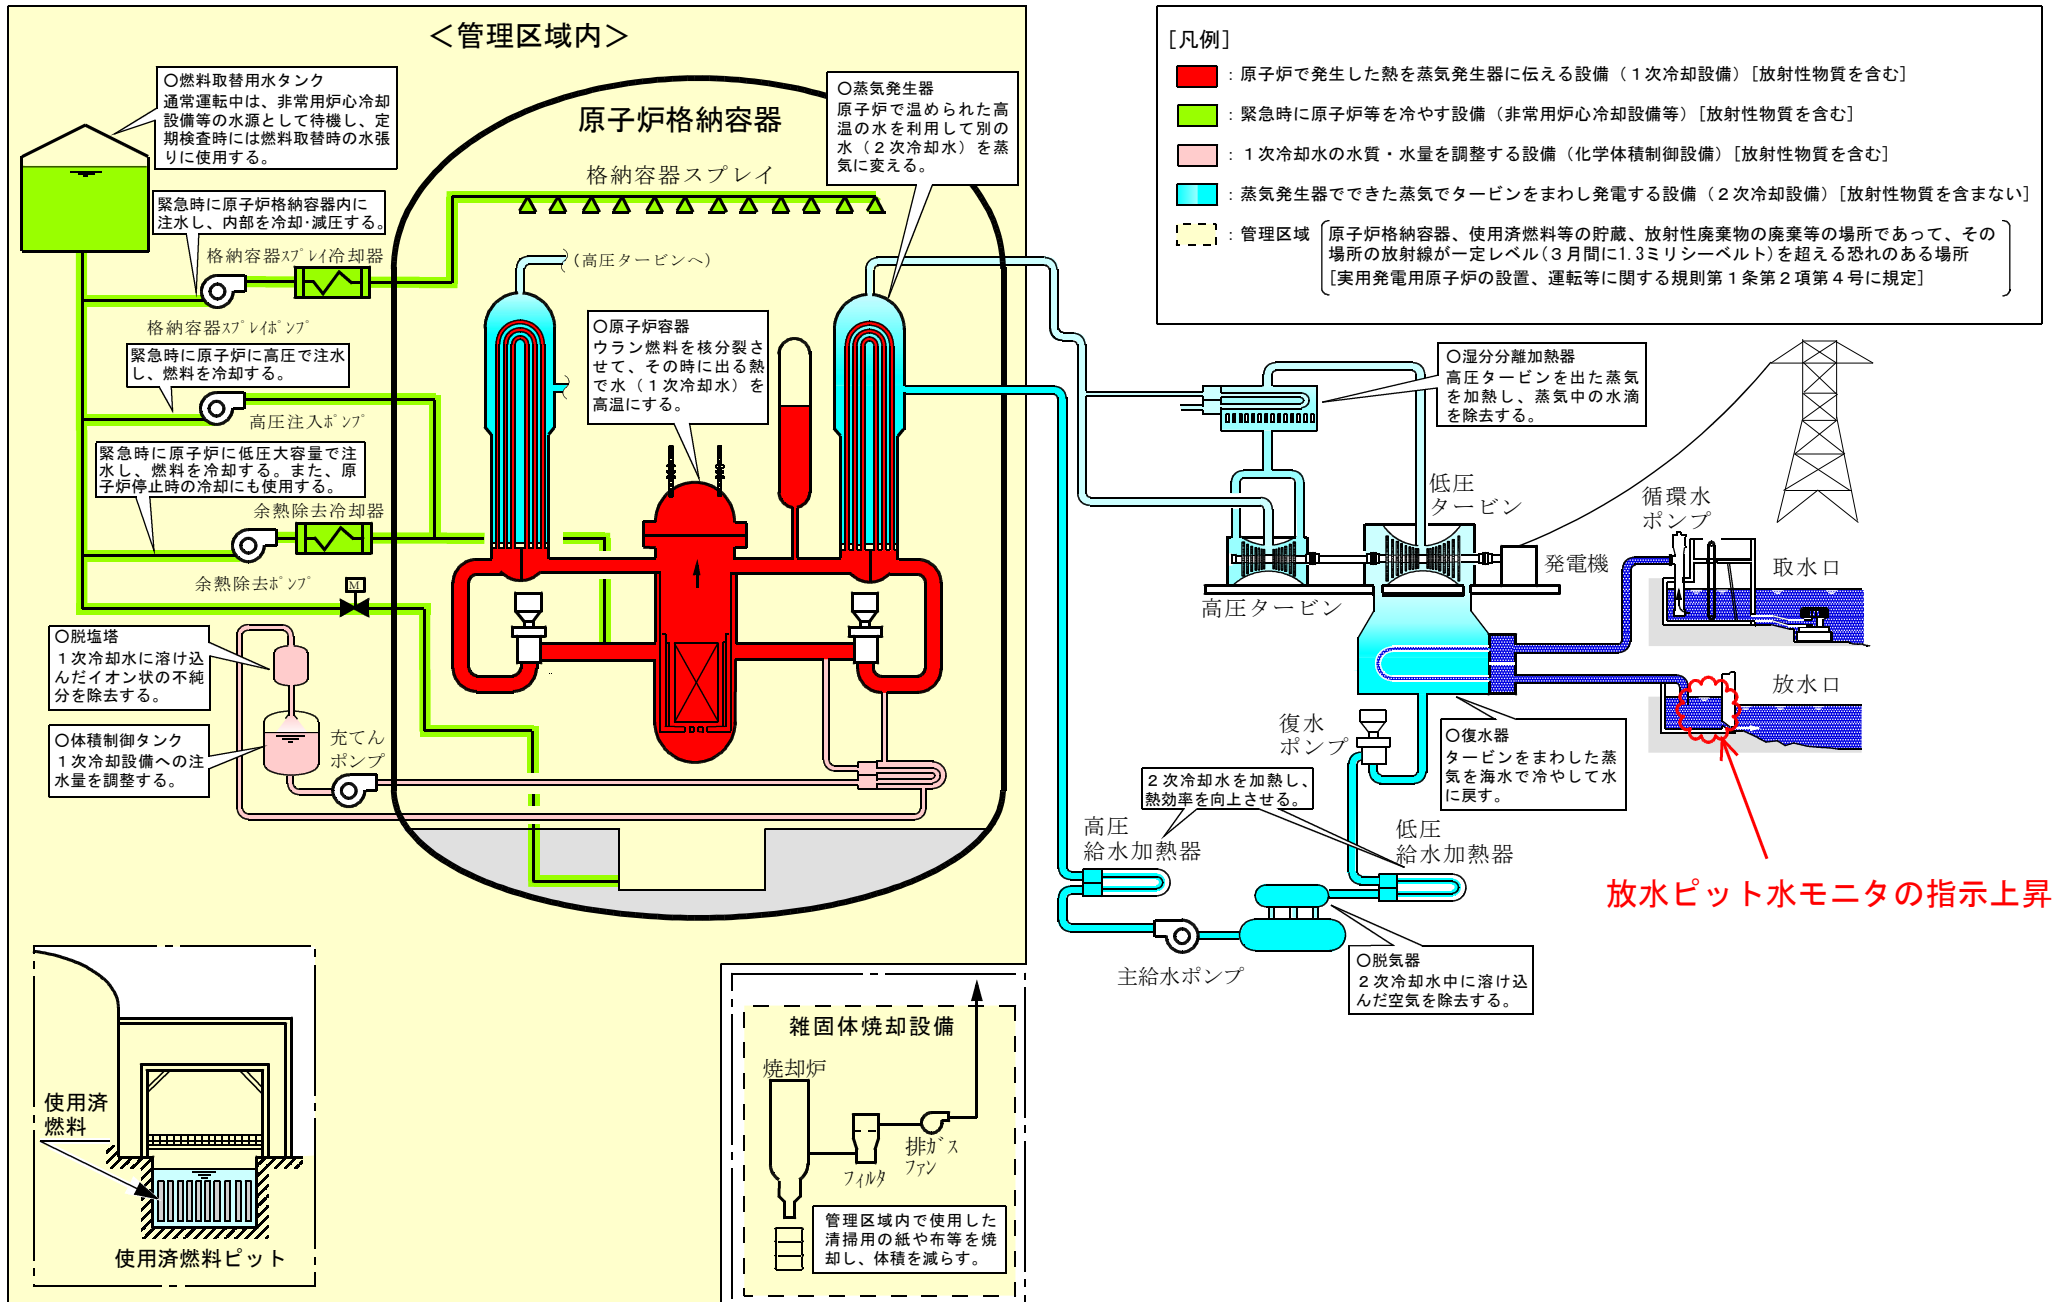 ＜管理区域内＞
○燃料取替用水タンク
通常運転中は、非常用炉心冷却
設備等の水源として待機し、定
期検査時には燃料取替時の水張
りに使用する。
原子炉格納容器
格納容器スプレイ
○蒸気発生器
原子炉で温められた高
温の水を利用して別の
水（２次冷却水）を蒸
気に変える。
緊急時に原子炉格納容器内に
注水し、内部を冷却･減圧する。
格納容器ｽﾌﾟﾚｲ冷却器
格納容器ｽﾌﾟﾚｲﾎﾟﾝﾌﾟ
（高圧タービンへ）
○原子炉容器
ウラン燃料を核分裂さ
せて、その時に出る熱
で水（１次冷却水）を
高温にする。
緊急時に原子炉に高圧で注水
し、燃料を冷却する。
高圧注入ﾎﾟﾝﾌﾟ
緊急時に原子炉に低圧大容量で注
水し、燃料を冷却する。また、原
子炉停止時の冷却にも使用する。
余熱除去冷却器
余熱除去ﾎﾟﾝﾌﾟ
M
○脱塩塔
１次冷却水に溶け込
んだイオン状の不純
分を除去する。
○体積制御タンク
１次冷却設備への注
水量を調整する。
充てん
ポンプ
［凡例］
：原子炉で発生した熱を蒸気発生器に伝える設備（１次冷却設備）［放射性物質を含む］
：緊急時に原子炉等を冷やす設備（非常用炉心冷却設備等）［放射性物質を含む］
：１次冷却水の水質・水量を調整する設備（化学体積制御設備）［放射性物質を含む］
：蒸気発生器でできた蒸気でタービンをまわし発電する設備（２次冷却設備）［放射性物質を含まない］
：管理区域 原子炉格納容器、使用済燃料等の貯蔵、放射性廃棄物の廃棄等の場所であって、その
場所の放射線が一定レベル(３月間に1.3ミリシーベルト)を超える恐れのある場所
［実用発電用原子炉の設置、運転等に関する規則第１条第２項第４号に規定］
○湿分分離加熱器
高圧タービンを出た蒸気
を加熱し、蒸気中の水滴
を除去する。
低圧
タービン
循環水
ポンプ
発電機
取水口
高圧タービン
放水口
復水
ポンプ
○復水器
タービンをまわした蒸
気を海水で冷やして水
に戻す。
２次冷却水を加熱し、
熱効率を向上させる。
高圧
給水加熱器
低圧
給水加熱器
放水ピット水モニタの指示上昇
主給水ポンプ
○脱気器
２次冷却水中に溶け込
んだ空気を除去する。
雑固体焼却設備
焼却炉
排ｶﾞｽ
ﾌｧﾝ
ﾌｨﾙﾀ
管理区域内で使用した
清掃用の紙や布等を焼
却し、体積を減らす。
使用済
燃料
使用済燃料ピット